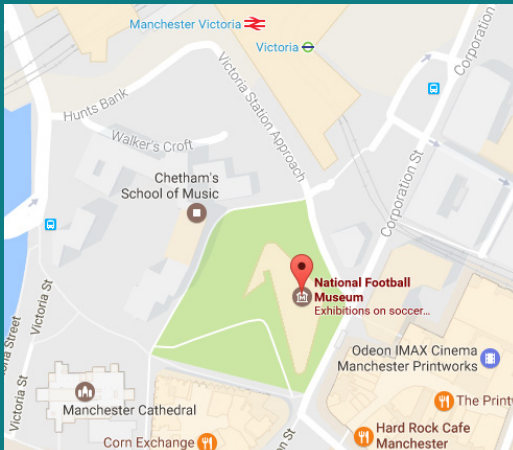 Manchester Victoria
Victoria
Corporation
Hunts Bank
Victoria Station Approach
Walker's Croft
Chetham's
School of Music
Corporation St
National Football
Museum
Exhibitions on soccer...
Victoria St
Street
Odeon IMAX Cinema
Manchester Printworks
Victoria St
Manchester Cathedral
The Print
Hard Rock Cafe
Manchester
Corn Exchange
St